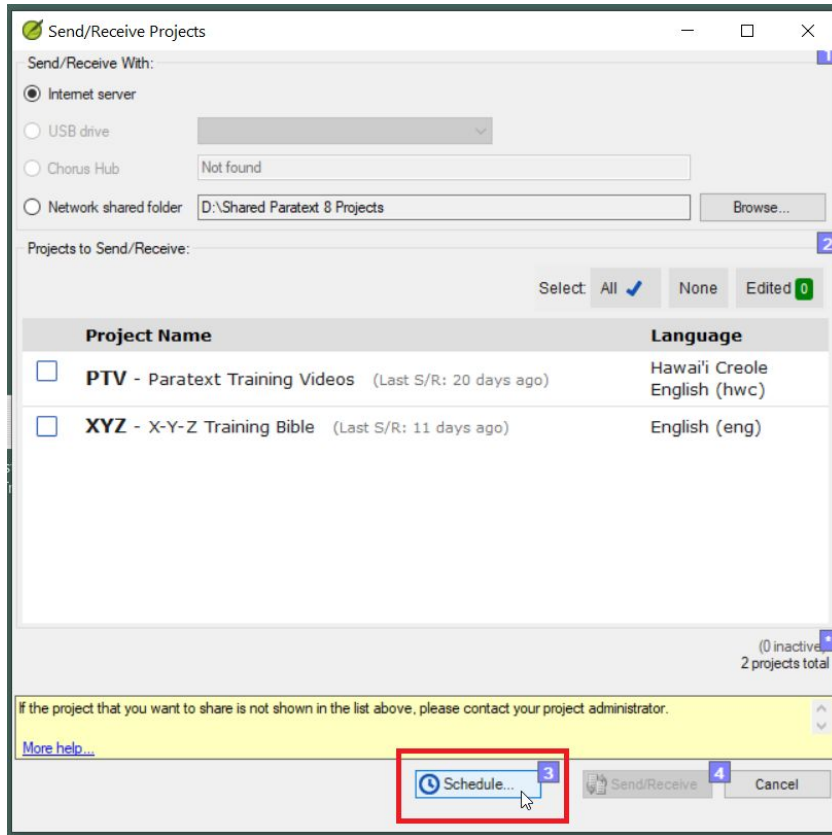 Send/Receive Projects
Send/Receive With:
1
Internet server
USB drive
Chorus Hub Not found
Network shared folder D:\Shared Paratext 8 Projects Browse...
Projects to Send/Receive: 2
Select: All None Edited 0
Project Name Language
PTV - Paratext Training Videos (Last S/R: 20 days ago) Hawai'i Creole
English (hwc)
XYZ - X-Y-Z Training Bible (Last S/R: 11 days ago) English (eng)
(0 inactive) *
2 projects total
If the project that you want to share is not shown in the list above, please contact your project administrator.
More help...
Schedule... 3 Send/Receive 4 Cancel